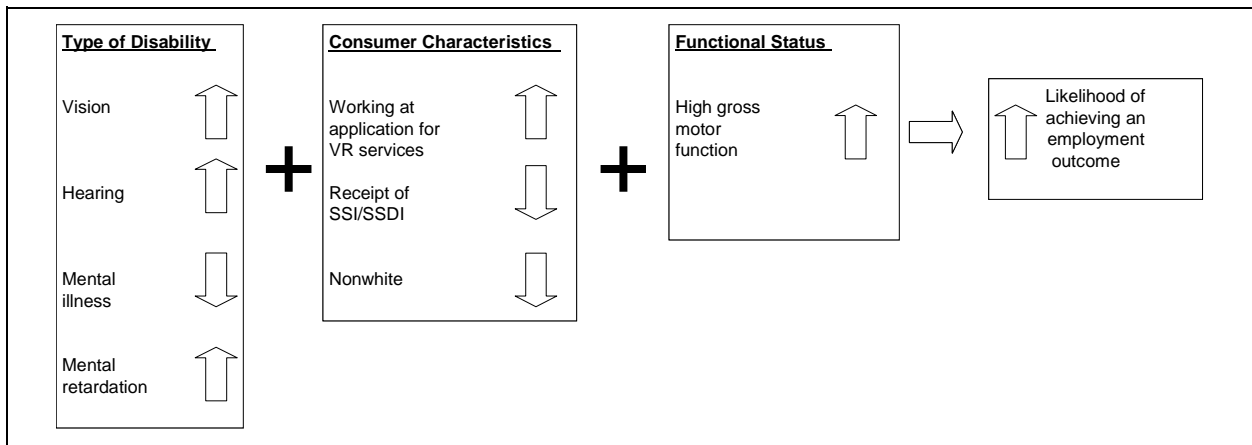 Type of Disability
Vision
Hearing
Mental
illness
Mental
retardation
Consumer Characteristics
Working at
application for
VR services
Receipt of
SSI/SSDI
Nonwhite
Functional Status
High gross
motor
function
Likelihood of
achieving an
employment
outcome